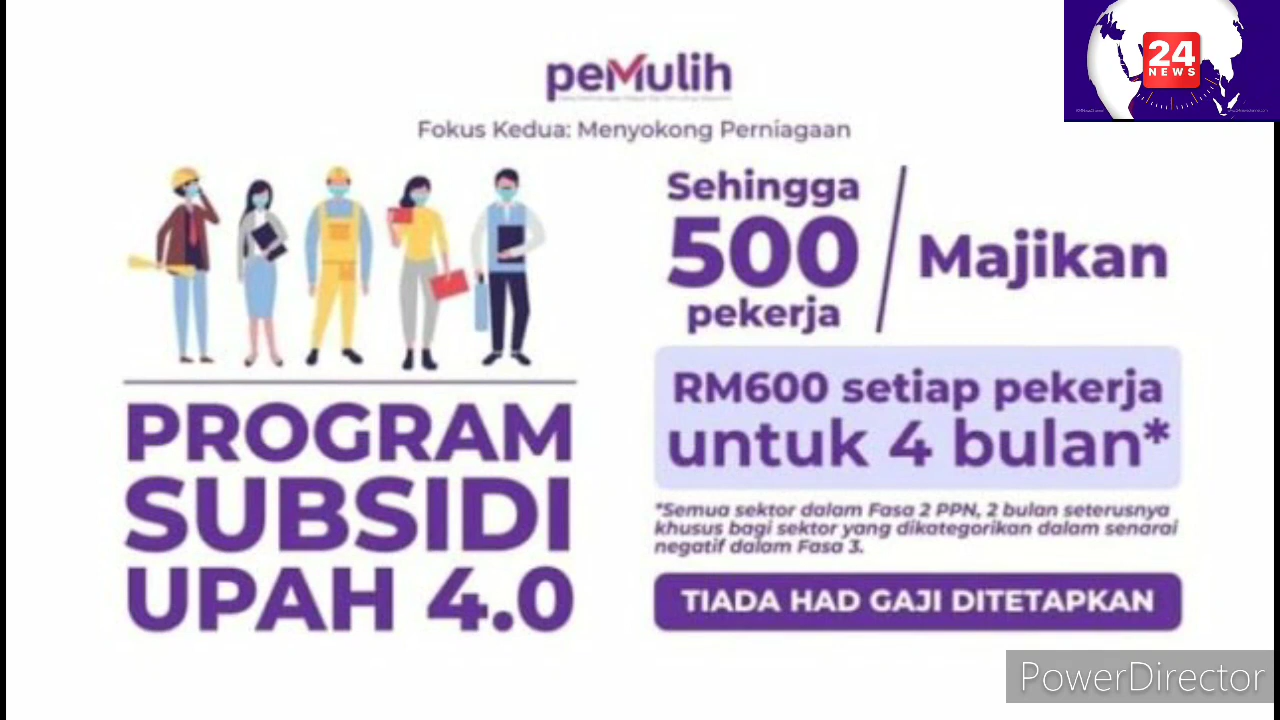 peMulih
Fokus Kedua: Menyokong Perniagaan
24
NEWS
Sehingga
500
pekerja
Majikan
RM600 setiap pekerja
untuk 4 bulan*
*Semua sektor dalam Fasa 2 PPN, 2 bulan seterusnya
khusus bagi sektor yang dikategorikan dalam senarai
negatif dalam Fasa 3.
TIADA HAD GAJI DITETAPKAN
PROGRAM
SUBSIDI
UPAH 4.0
PowerDirector